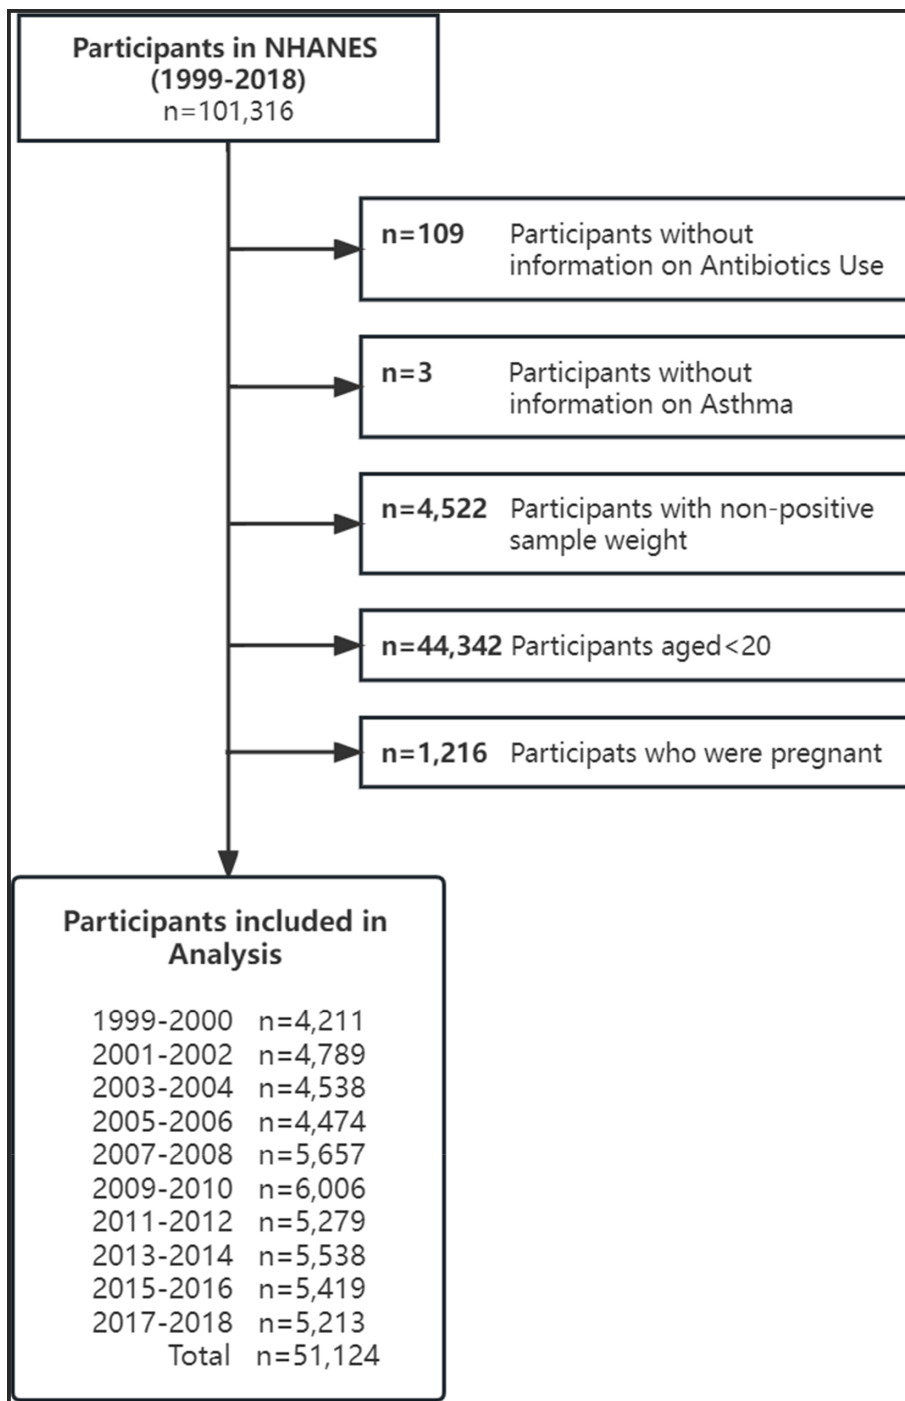 Participants in NHANES
(1999-2018)
n=101,316
n=109 Participants without
information on Antibiotics Use
n=3 Participants without
information on Asthma
n=4,522 Participants with non-positive
sample weight
n=44,342 Participants aged<20
n=1,216 Participats who were pregnant
Participants included in
Analysis
1999-2000 n=4,211
2001-2002 n=4,789
2003-2004 n=4,538
2005-2006 n=4,474
2007-2008 n=5,657
2009-2010 n=6,006
2011-2012 n=5,279
2013-2014 n=5,538
2015-2016 n=5,419
2017-2018 n=5,213
Total n=51,124